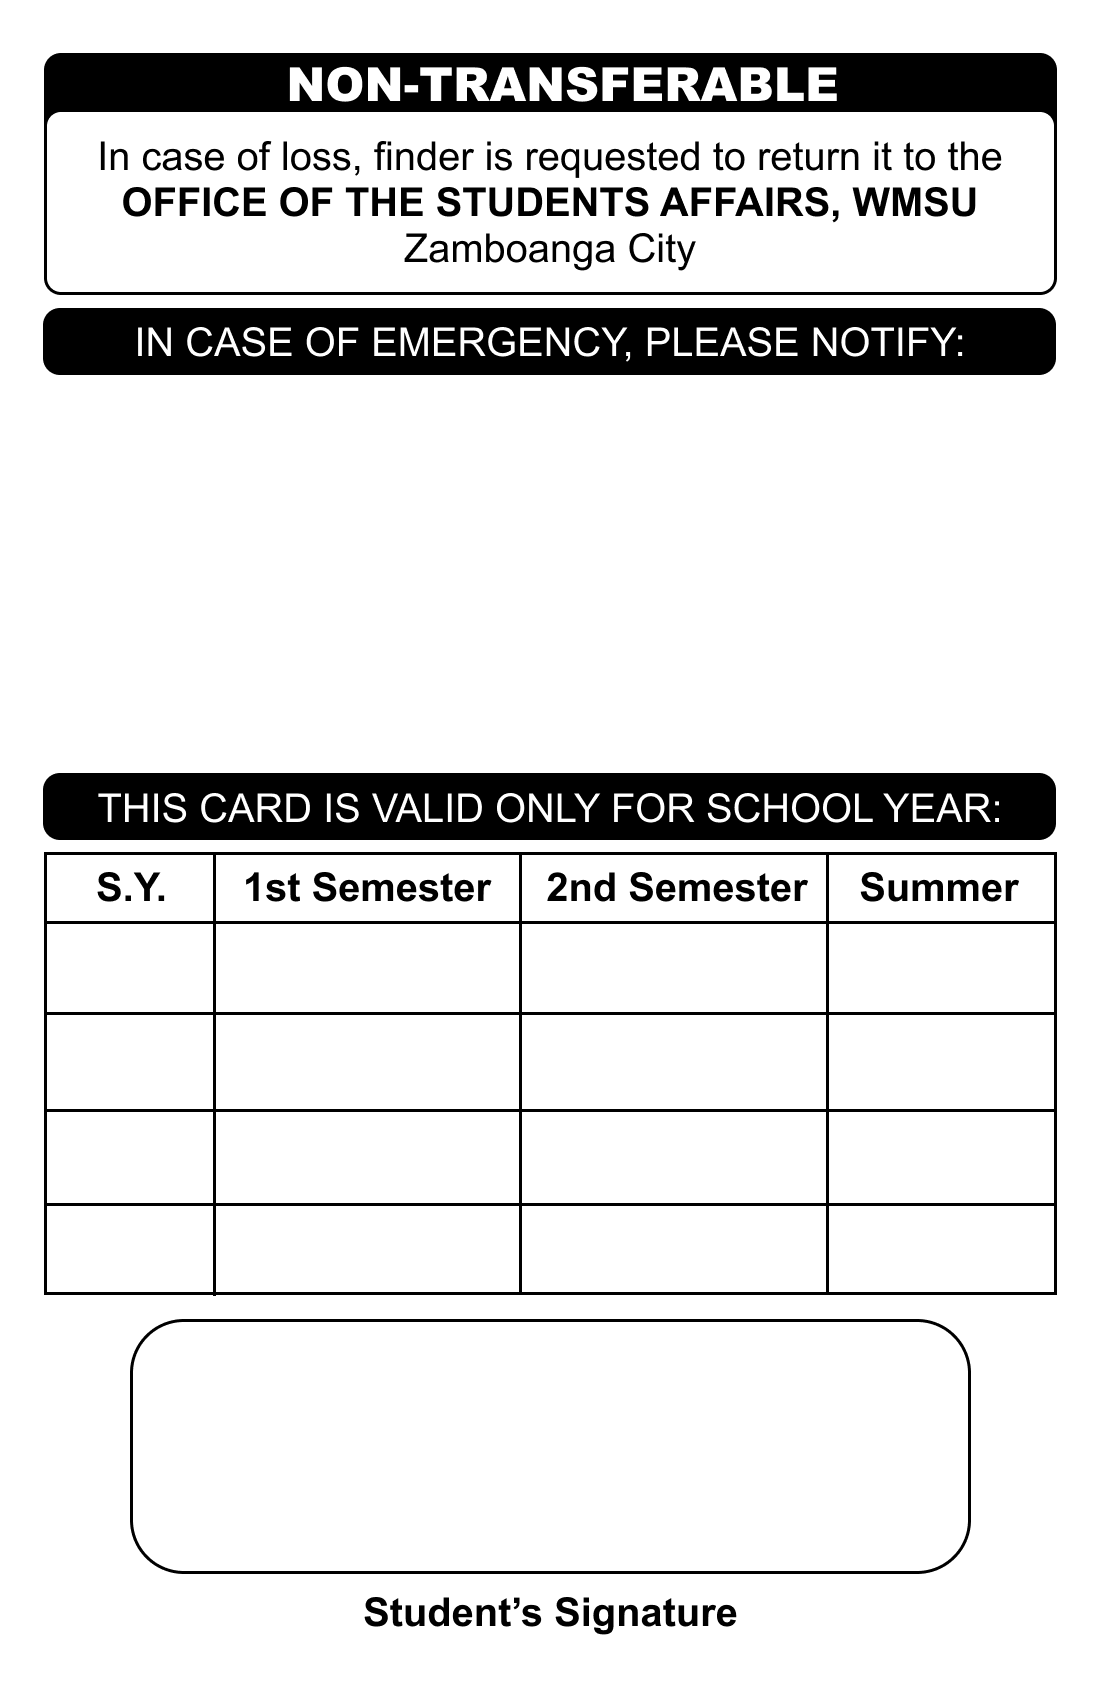 NON-TRANSFERABLE
In case of loss, finder is requested to return it to the
OFFICE OF THE STUDENTS AFFAIRS, WMSU
Zamboanga City
IN CASE OF EMERGENCY, PLEASE NOTIFY:
THIS CARD IS VALID ONLY FOR SCHOOL YEAR:
S.Y. 1st Semester 2nd Semester Summer
Student’s Signature